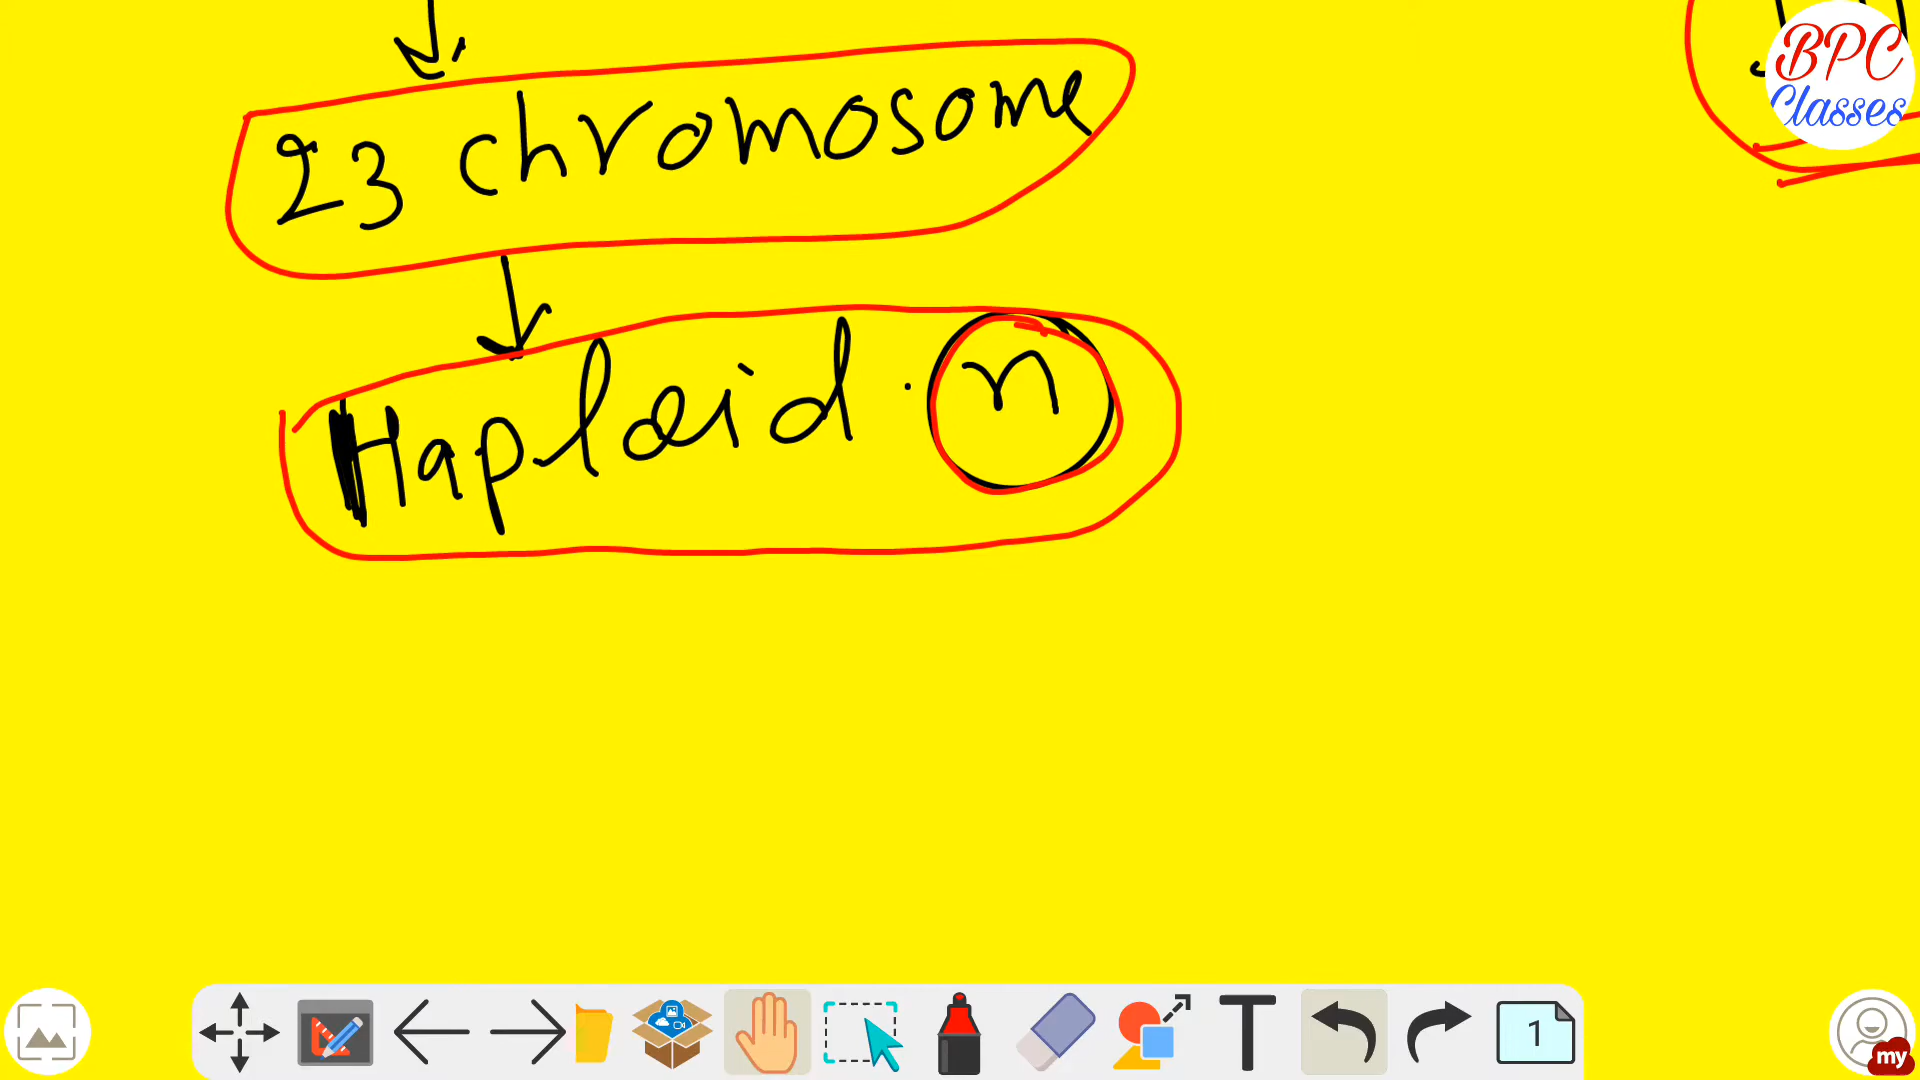 23 chromosome
Haploid . n
BPC
Classes
1
my